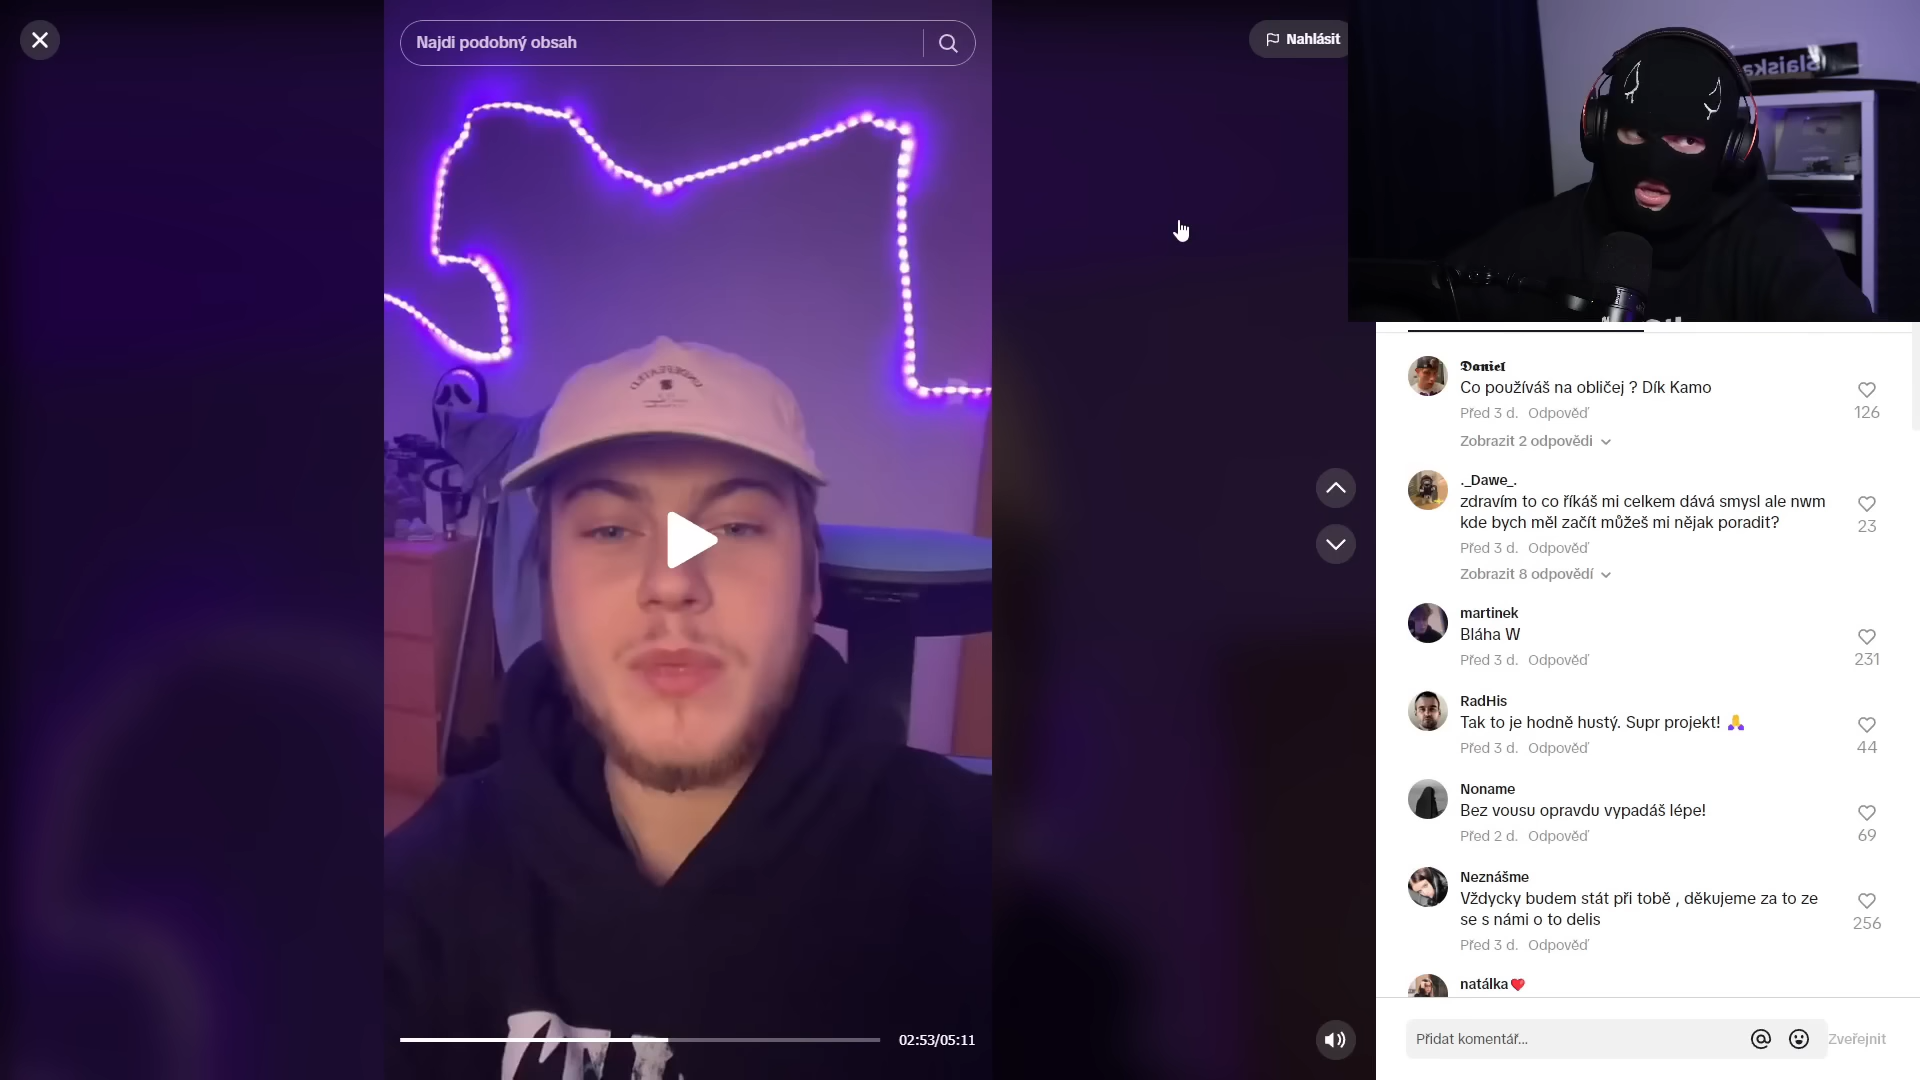 Najdi podobný obsah
Nahlásit
Daniel
Co používáš na obličej ? Dík Kamo
Před 3 d. Odpověď
126
Zobrazit 2 odpovědi
._Dawe_.
zdravím to co říkáš mi celkem dává smysl ale nwm
kde bych měl začít můžeš mi nějak poradit?
23
Před 3 d. Odpověď
Zobrazit 8 odpovědí
martinek
Bláha W
231
Před 3 d. Odpověď
RadHis
Tak to je hodně hustý. Supr projekt! 🙏
44
Před 3 d. Odpověď
Noname
Bez vousu opravdu vypadáš lépe!
69
Před 2 d. Odpověď
Neznášme
Vždycky budem stát při tobě , děkujeme za to ze
se s námi o to delis
256
Před 3 d. Odpověď
natálka❤️
02:53/05:11
Přidat komentář...
Zveřejnit